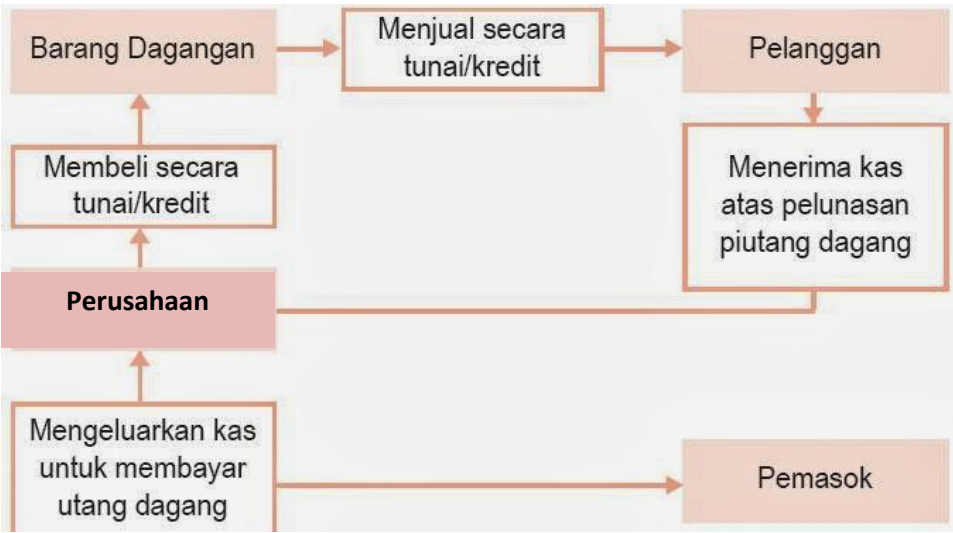 Barang Dagangan
Menjual secara
tunai/kredit
Pelanggan
Membeli secara
tunai/kredit
Menerima kas
atas pelunasan
piutang dagang
Perusahaan
Mengeluarkan kas
untuk membayar
utang dagang
Pemasok